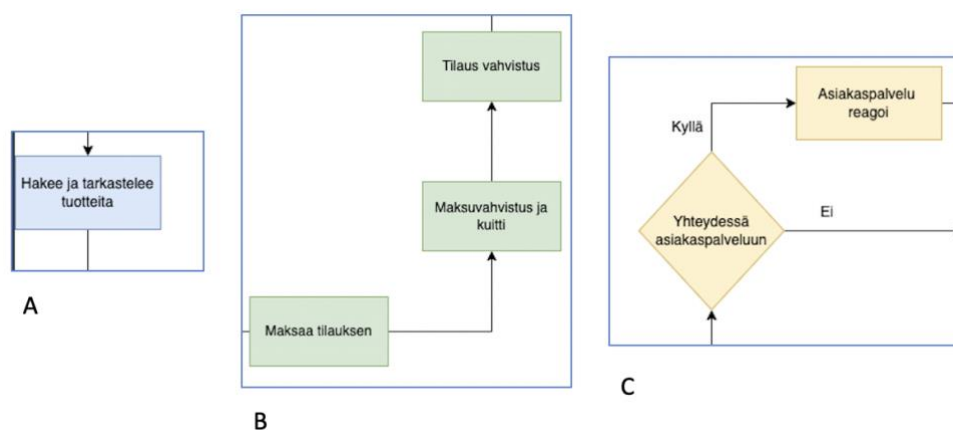 Hakee ja tarkastelee
tuotteita
A
Tilaus vahvistus
Maksuvahvistus ja
kuitti
Maksaa tilauksen
B
Asiakaspalvelu
reagoi
Kyllä
Yhteydessä
asiakaspalveluun
Ei
C